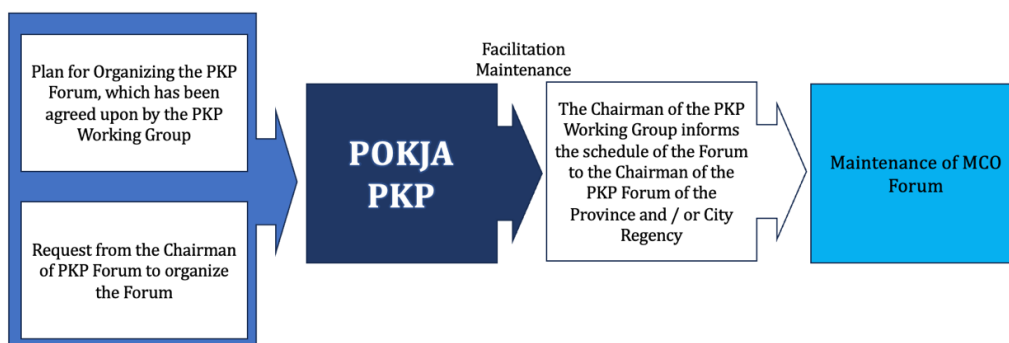 Plan for Organizing the PKP
Forum, which has been
agreed upon by the PKP
Working Group
Request from the Chairman
of PKP Forum to organize
the Forum
POKJA
PKP
Facilitation
Maintenance
The Chairman of the PKP
Working Group informs
the schedule of the Forum
to the Chairman of the
PKP Forum of the
Province and / or City
Regency
Maintenance of MCO
Forum